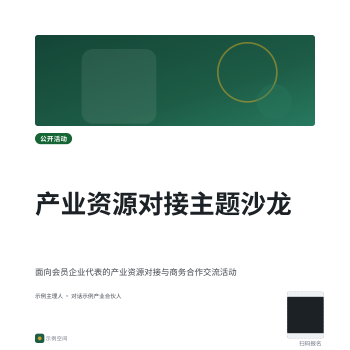 公开活动
产业资源对接主题沙龙
面向会员企业代表的产业资源对接与商务合作交流活动
示例主理人 · 对话示例产业合伙人
示例空间
扫码报名